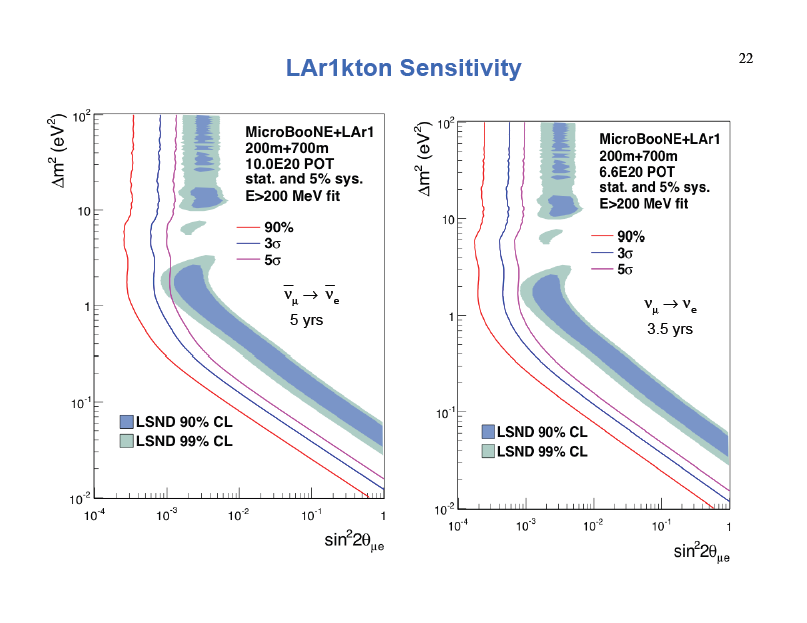 LAr1kton Sensitivity
22
Δm² (eV²)
10²
10
1
10⁻¹
10⁻²
MicroBooNE+LAr1
200m+700m
10.0E20 POT
stat. and 5% sys.
E>200 MeV fit
90%
3σ
5σ
ν̅μ → ν̅e
5 yrs
LSND 90% CL
LSND 99% CL
10⁻⁴ 10⁻³ 10⁻² 10⁻¹ 1
sin²2θμe
Δm² (eV²)
10²
10
1
10⁻¹
10⁻²
MicroBooNE+LAr1
200m+700m
6.6E20 POT
stat. and 5% sys.
E>200 MeV fit
90%
3σ
5σ
νμ → νe
3.5 yrs
LSND 90% CL
LSND 99% CL
10⁻⁴ 10⁻³ 10⁻² 10⁻¹ 1
sin²2θμe